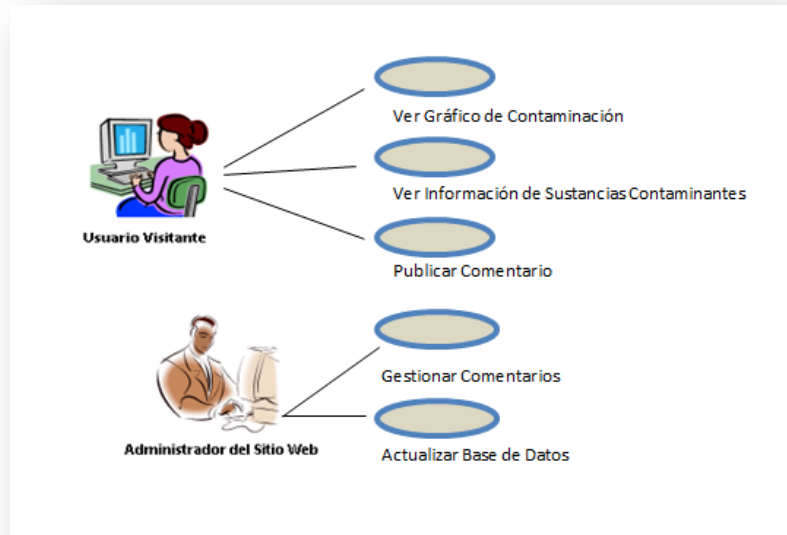 Ver Gráfico de Contaminación
Ver Información de Sustancias Contaminantes
Usuario Visitante
Publicar Comentario
Gestionar Comentarios
Administrador del Sitio Web
Actualizar Base de Datos